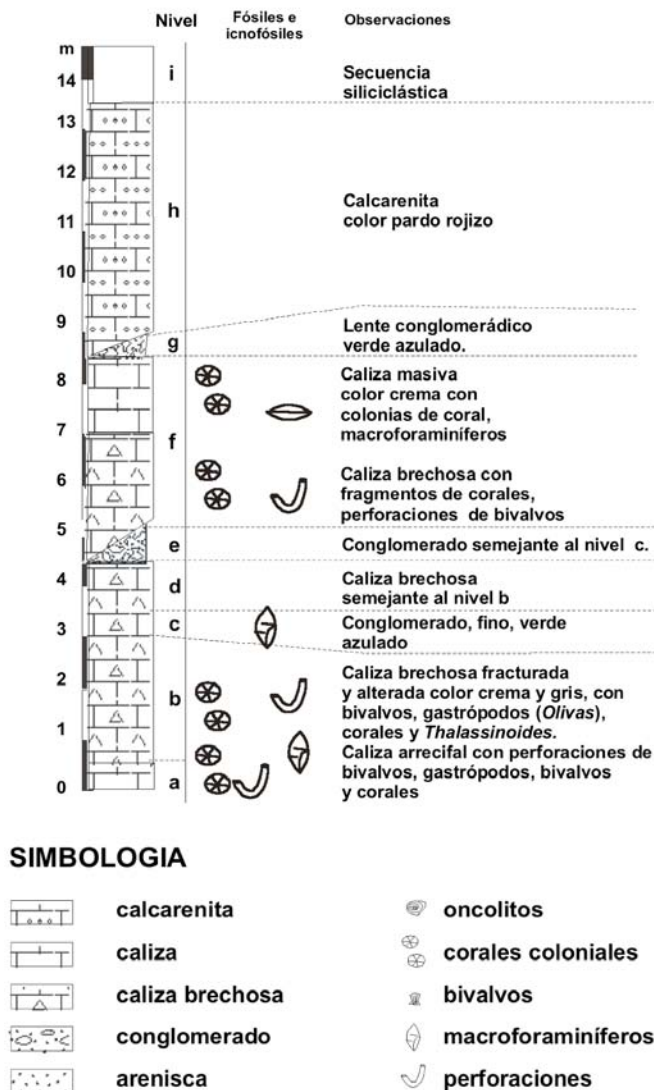 Nivel Fósiles e icnofósiles Observaciones
m
14 i Secuencia
siliciclástica
13
12
11 h Calcarenita
color pardo rojizo
10
9
g Lente conglomerádico
verde azulado.
8 Caliza masiva
color crema con
colonias de coral,
macroforaminíferos
7
f
6 Caliza brechosa con
fragmentos de corales,
perforaciones de bivalvos
5
e Conglomerado semejante al nivel c.
4 d Caliza brechosa
semejante al nivel b
3 c Conglomerado, fino, verde
azulado
2 b Caliza brechosa fracturada
y alterada color crema y gris, con
bivalvos, gastrópodos (Olivas),
corales y Thalassinoides.
1
0 a Caliza arrecifal con perforaciones de
bivalvos, gastrópodos, bivalvos
y corales
SIMBOLOGIA
calcarenita
caliza
caliza brechosa
conglomerado
arenisca
oncolitos
corales coloniales
bivalvos
macroforaminíferos
perforaciones